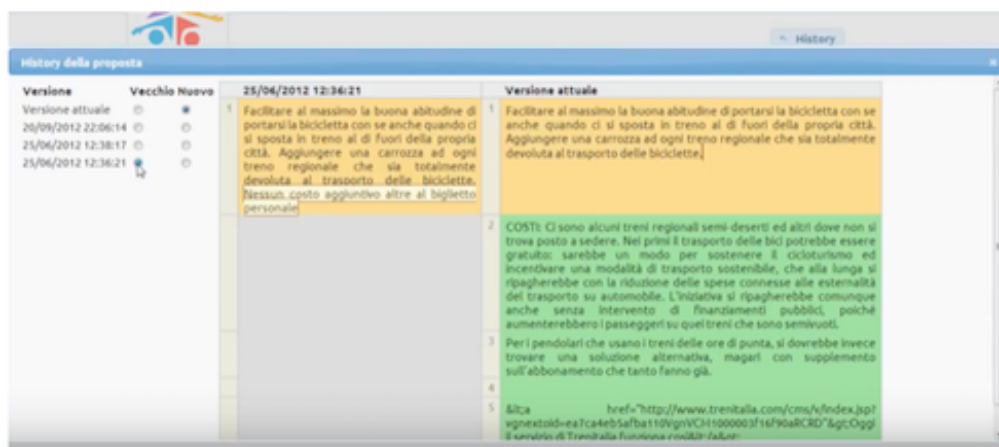 History
History della proposta
Versione Vecchio Nuovo
Versione attuale
20/09/2012 22:06:14
25/06/2012 12:38:17
25/06/2012 12:36:21
25/06/2012 12:36:21
1 Facilitare al massimo la buona abitudine di
portarsi la bicicletta con se anche quando ci
si sposta in treno al di fuori della propria
città. Aggiungere una carrozza ad ogni
treno regionale che sia totalmente
devoluta al trasporto delle biciclette.
Nessun costo aggiuntivo altre al biglietto
personale
Versione attuale
1 Facilitare al massimo la buona abitudine di portarsi la bicicletta con se
anche quando ci si sposta in treno al di fuori della propria città.
Aggiungere una carrozza ad ogni treno regionale che sia totalmente
devoluta al trasporto delle biciclette.
2 COSTI: Ci sono alcuni treni regionali semi-deserti ed altri dove non si
trova posto a sedere. Nei primi il trasporto delle bici potrebbe essere
gratuito: sarebbe un modo per sostenere il cicloturismo ed
incentivare una modalità di trasporto sostenibile, che alla lunga si
ripagherebbe con la riduzione delle spese connesse alle esternalità
del trasporto su automobile. L'iniziativa si ripagherebbe comunque
anche senza intervento di finanziamenti pubblici, poiché
aumenterebbero i passeggeri su quei treni che sono semivuoti.
3 Per i pendolari che usano i treni delle ore di punta, si dovrebbe invece
trovare una soluzione alternativa, magari con supplemento
sull'abbonamento che tanto fanno già.
4
5 &lt;a href="http://www.trenitalia.com/cms/v/index.jsp?
&gt;Oggi
il servizio di Trenitalia funziona così&lt;/a&gt;